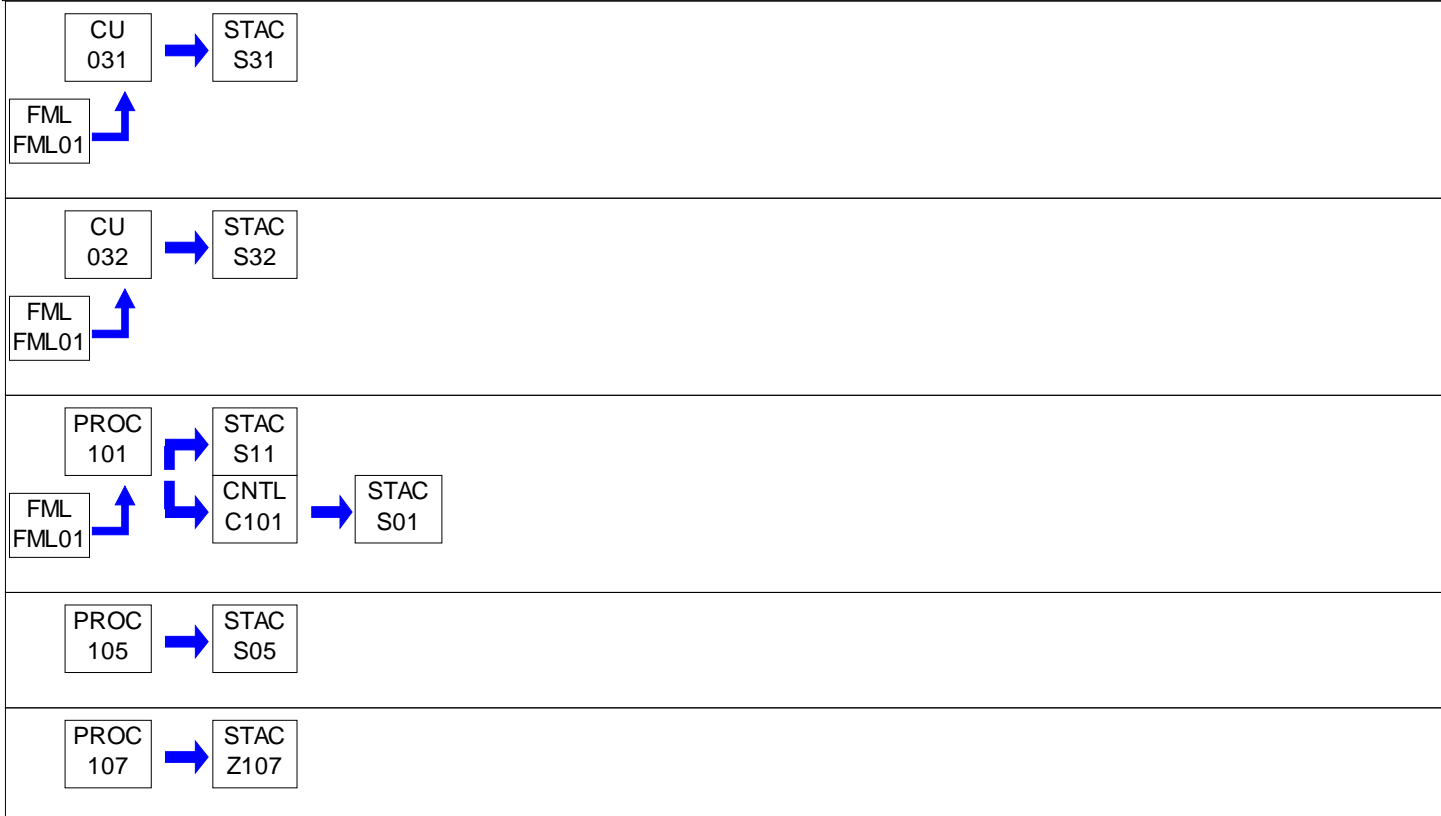 CU
031
STAC
S31
FML
FML01
CU
032
STAC
S32
FML
FML01
PROC
101
STAC
S11
FML
FML01
CNTL
C101
STAC
S01
PROC
105
STAC
S05
PROC
107
STAC
Z107